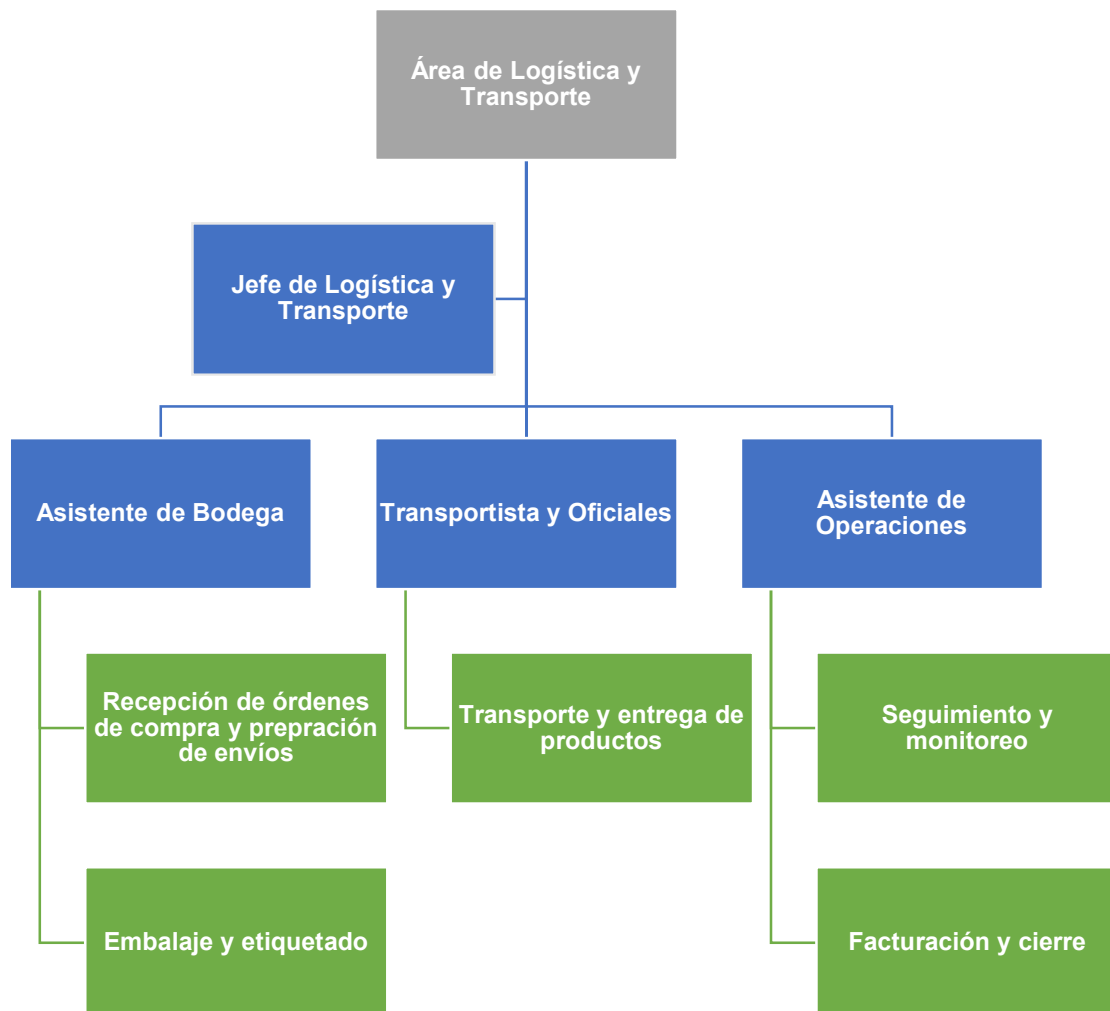 Área de Logística y
Transporte
Jefe de Logística y
Transporte
Asistente de Bodega
Transportista y Oficiales
Asistente de
Operaciones
Recepción de órdenes
de compra y prepración
de envíos
Transporte y entrega de
productos
Seguimiento y
monitoreo
Embalaje y etiquetado
Facturación y cierre